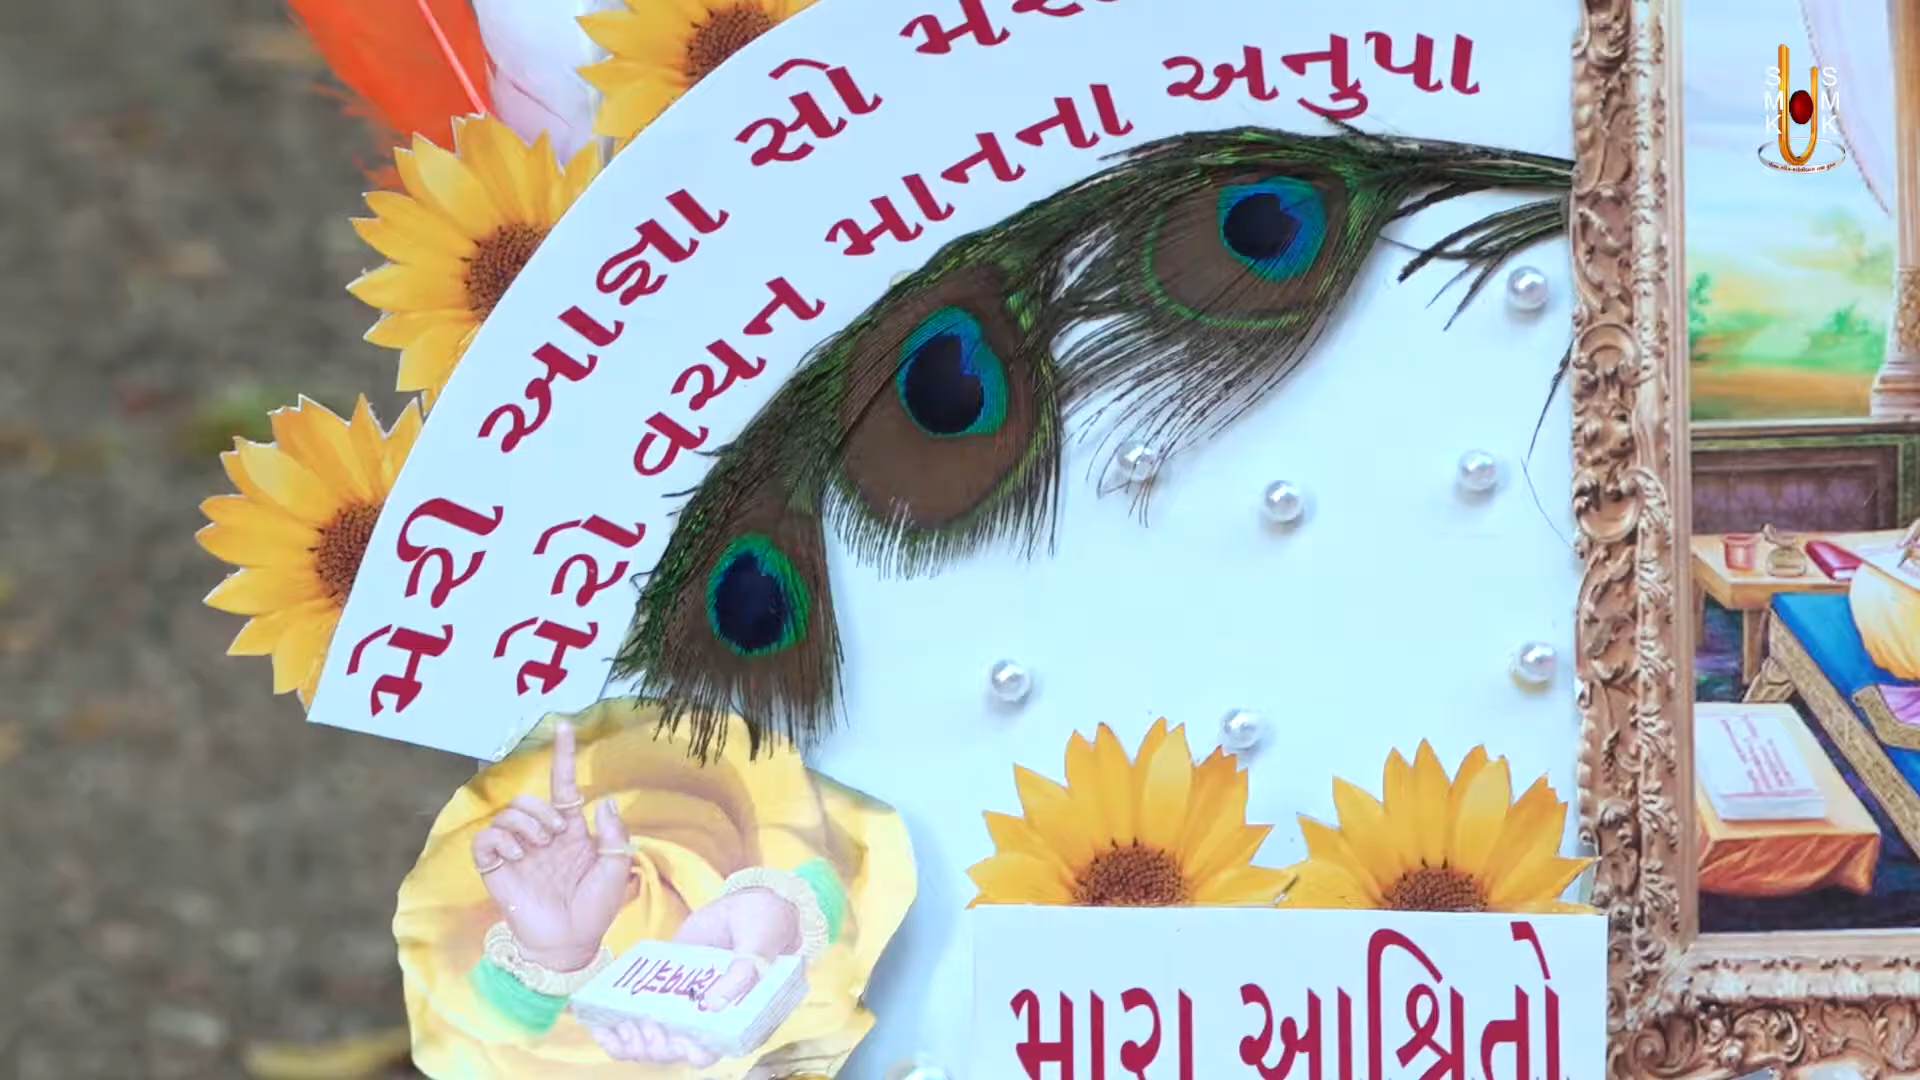 મેરી આજ્ઞા સો
મેરો વચન માનના અનુપા
મારા આશ્રિતો
S S
M M
K K